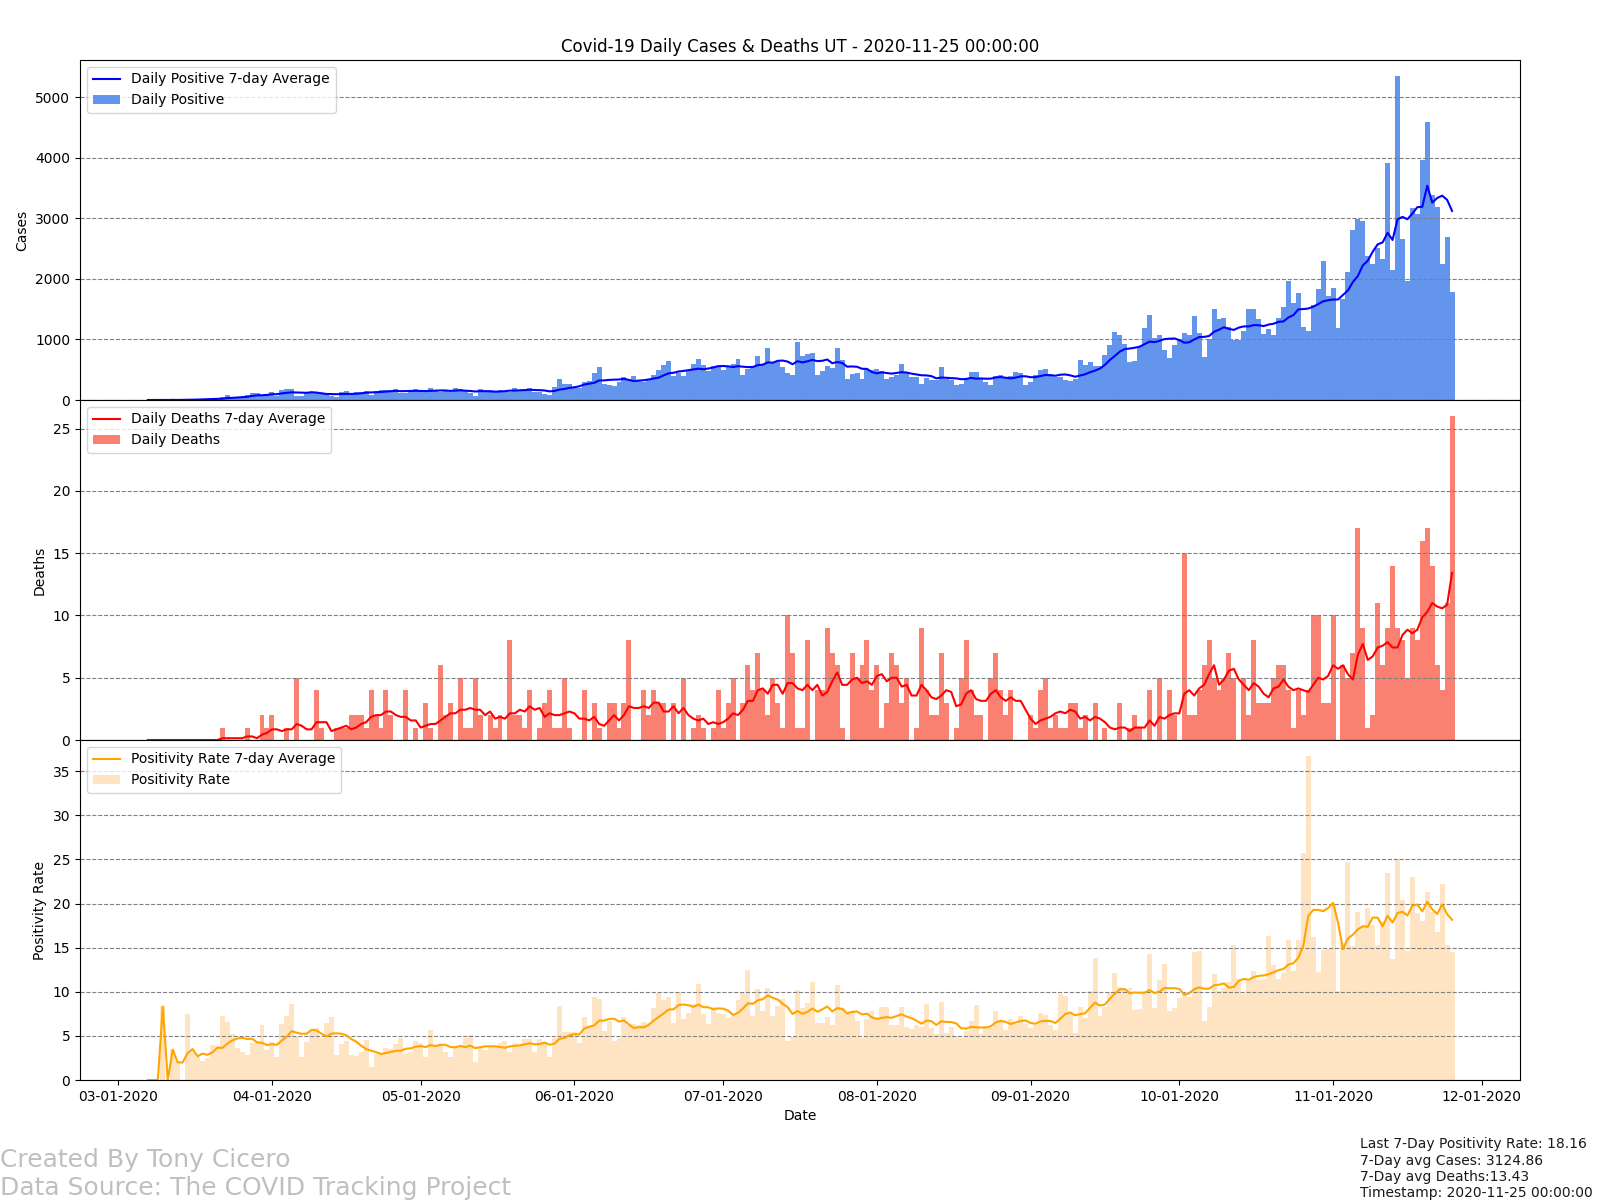 Covid-19 Daily Cases & Deaths UT - 2020-11-25 00:00:00
Daily Positive 7-day Average
Daily Positive
5000
4000
3000
2000
1000
0
Cases
Daily Deaths 7-day Average
Daily Deaths
25
20
15
10
5
0
Deaths
Positivity Rate 7-day Average
Positivity Rate
35
30
25
20
15
10
5
0
Positivity Rate
03-01-2020 04-01-2020 05-01-2020 06-01-2020 07-01-2020 08-01-2020 09-01-2020 10-01-2020 11-01-2020 12-01-2020
Date
Created By Tony Cicero
Data Source: The COVID Tracking Project
Last 7-Day Positivity Rate: 18.16
7-Day avg Cases: 3124.86
7-Day avg Deaths:13.43
Timestamp: 2020-11-25 00:00:00